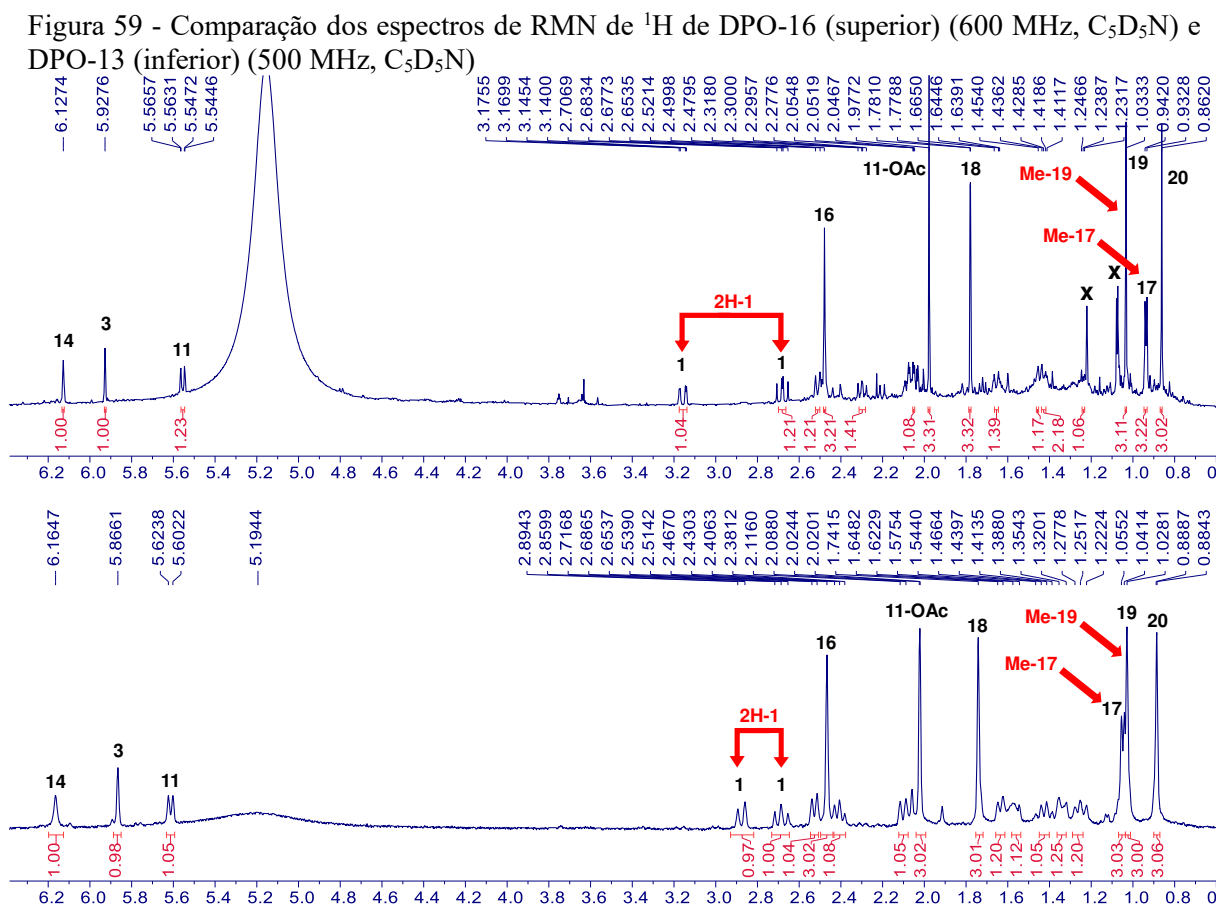 Figura 59 - Comparação dos espectros de RMN de ¹H de DPO-16 (superior) (600 MHz, C₅D₅N) e
DPO-13 (inferior) (500 MHz, C₅D₅N)
6.1274 5.9276 5.5657 5.5631 5.5472 5.5446 3.1755 3.1699 3.1454 3.1400 2.7069 2.6834 2.6773 2.6535 2.5214 2.4998 2.4795 2.3180 2.3000 2.2957 2.2776 2.0548 2.0519 2.0467 1.9772 1.7810 1.7788 1.6650 1.6446 1.6391 1.4540 1.4362 1.4285 1.4186 1.4117 1.2466 1.2387 1.2317 1.0333 0.9420 0.9328 0.8620
11-OAc 18 Me-19 19 20
16 Me-17
x x 17
2H-1
14 3 11 1 1
1.00 1.00 1.23 1.04 1.21 1.21 3.21 1.41 1.08 3.31 3.32 1.39 1.17 2.18 1.06 3.11 3.22 3.02
6.2 6.0 5.8 5.6 5.4 5.2 5.0 4.8 4.6 4.4 4.2 4.0 3.8 3.6 3.4 3.2 3.0 2.8 2.6 2.4 2.2 2.0 1.8 1.6 1.4 1.2 1.0 0.8 0
6.1647 5.8661 5.6238 5.6022 5.1944 2.8943 2.8599 2.7168 2.6865 2.6537 2.5390 2.5142 2.4670 2.4303 2.4063 2.3812 2.1160 2.0880 2.0244 2.0201 1.7415 1.6482 1.6229 1.5754 1.5440 1.4664 1.4397 1.4135 1.3880 1.3543 1.3201 1.2778 1.2517 1.2224 1.0552 1.0414 1.0281 0.8887 0.8843
11-OAc 18 Me-19 19 20
16 Me-17 17
2H-1
14 3 11 1 1
1.00 0.98 1.05 0.97 1.00 1.04 3.02 1.08 1.05 3.02 3.01 1.20 1.12 1.05 1.25 1.20 3.03 3.00 3.06
6.2 6.0 5.8 5.6 5.4 5.2 5.0 4.8 4.6 4.4 4.2 4.0 3.8 3.6 3.4 3.2 3.0 2.8 2.6 2.4 2.2 2.0 1.8 1.6 1.4 1.2 1.0 0.8 0